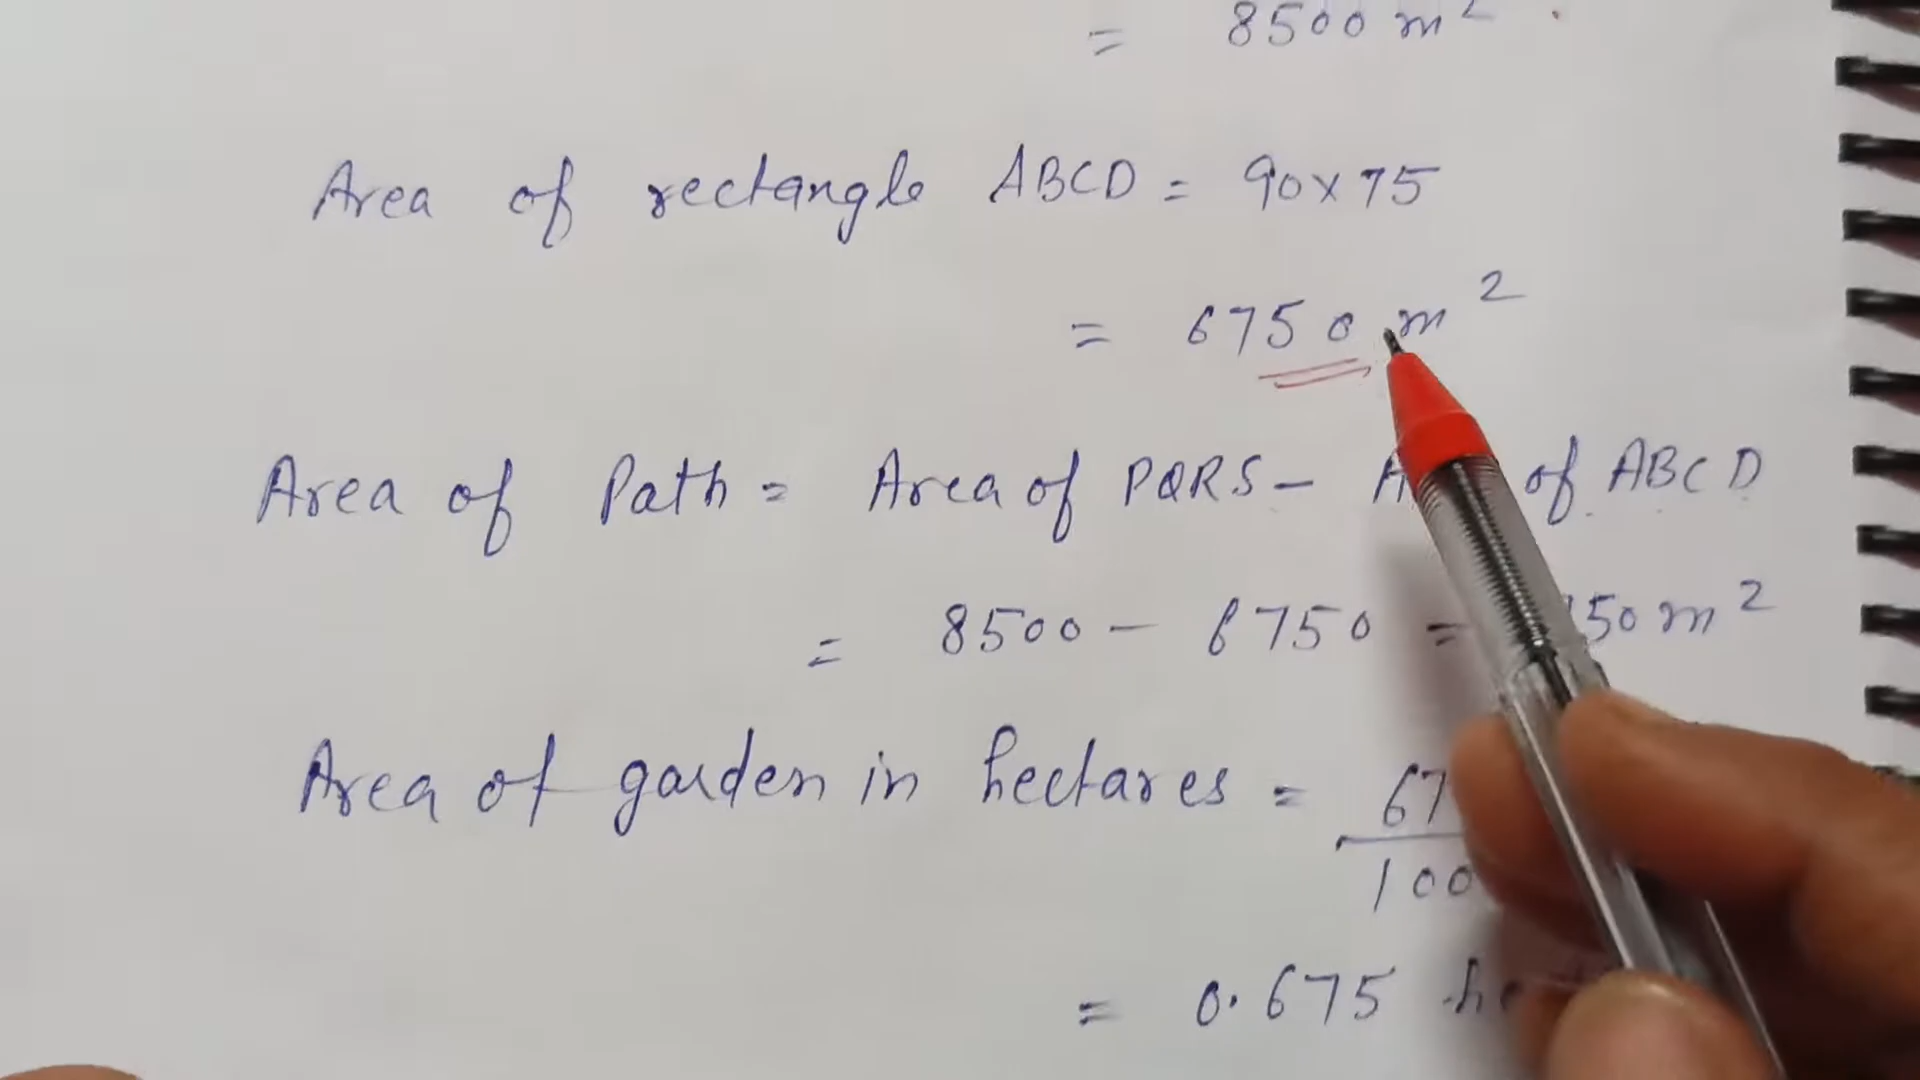 = 8500 m² .
Area of rectangle ABCD = 90 x 75
= 6750 m²
Area of Path = Area of PQRS - of ABCD
= 8500 - 6750 = 50 m²
Area of garden in hectares = 67
100
= 0.675